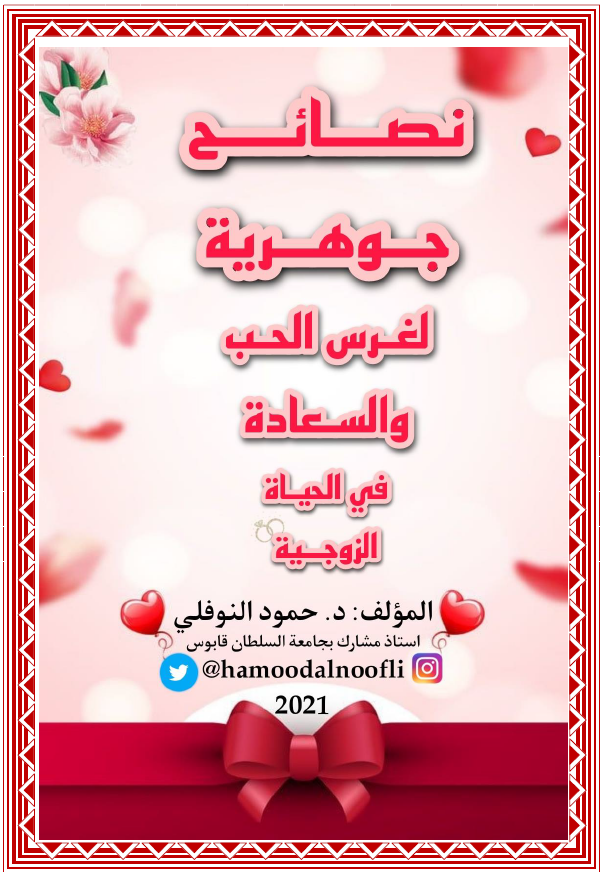 نصائح
جوهرية
لغرس الحب
والسعادة
في الحياة
الزوجية
المؤلف: د. حمود النوفلي
استاذ مشارك بجامعة السلطان قابوس
@hamoodalnoofli
2021